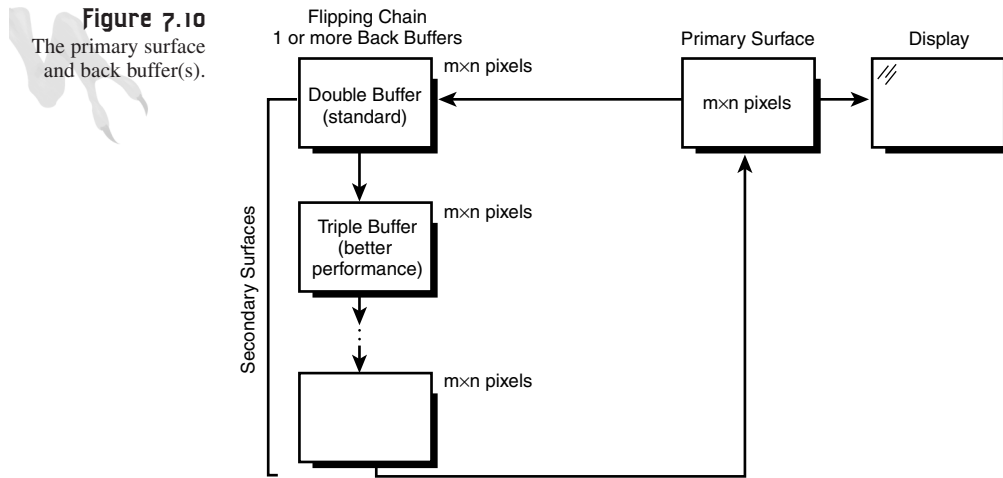 Figure 7.10
The primary surface
and back buffer(s).
Flipping Chain
1 or more Back Buffers
Primary Surface
Display
m×n pixels
Double Buffer
(standard)
m×n pixels
m×n pixels
Triple Buffer
(better
performance)
Secondary Surfaces
m×n pixels